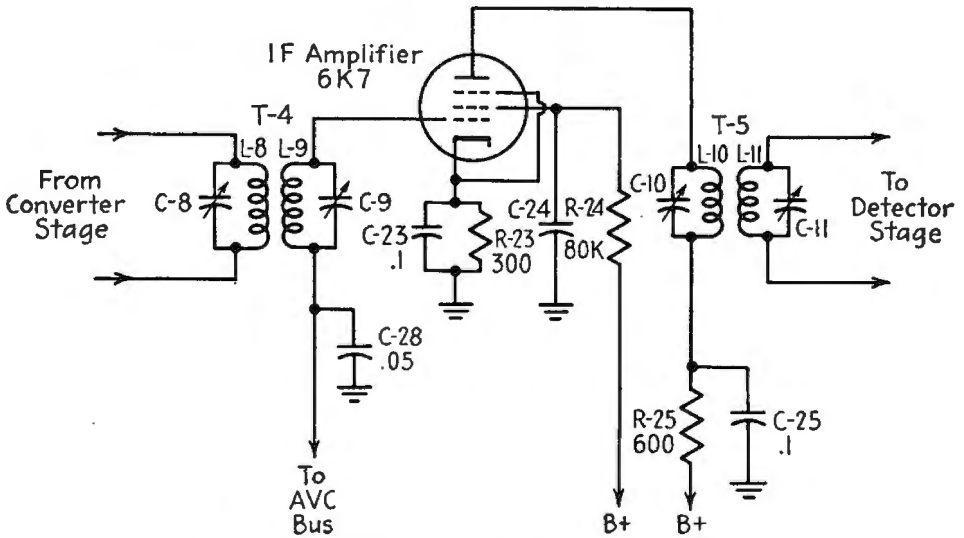 IF Amplifier
6K7
T-4
L-8 L-9
From
Converter
Stage
C-8
C-9
C-23
.1
R-23
300
C-24
R-24
80K
C-28
.05
To
AVC
Bus
B+
B+
T-5
L-10 L-11
C-10
C-11
To
Detector
Stage
R-25
600
C-25
.1